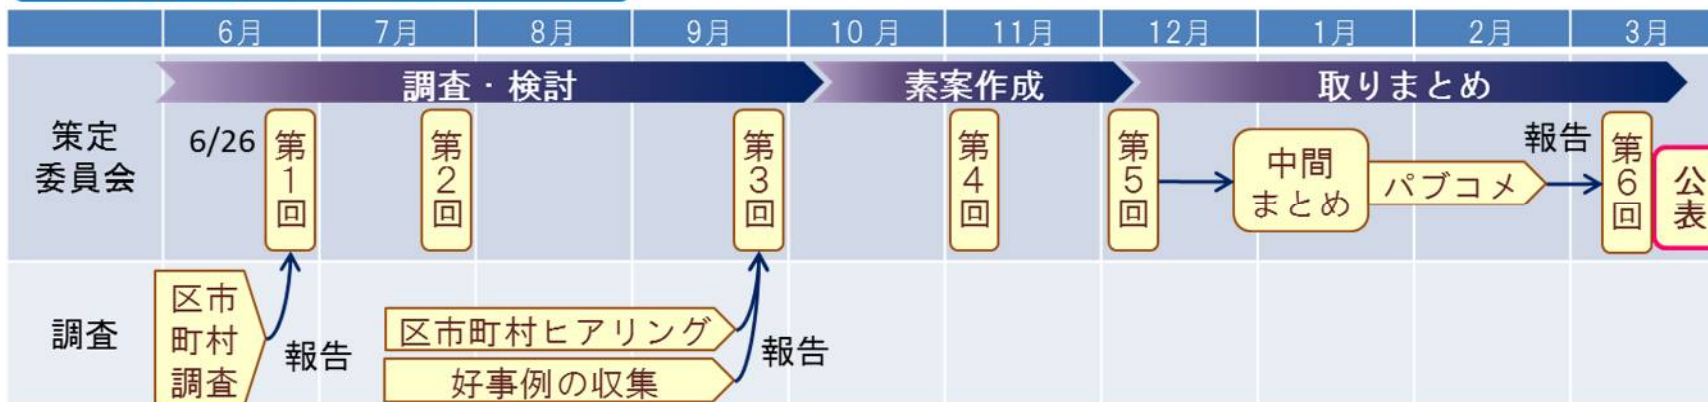 6月 7月 8月 9月 10 月 11月 12月 1月 2月 3月
調査・検討 素案作成 取りまとめ
策定
委員会
6/26
第1回
第2回
第3回
第4回
第5回
中間
まとめ
パブコメ
報告
第6回
公表
調査
区市
町村
調査
報告
区市町村ヒアリング
好事例の収集
報告